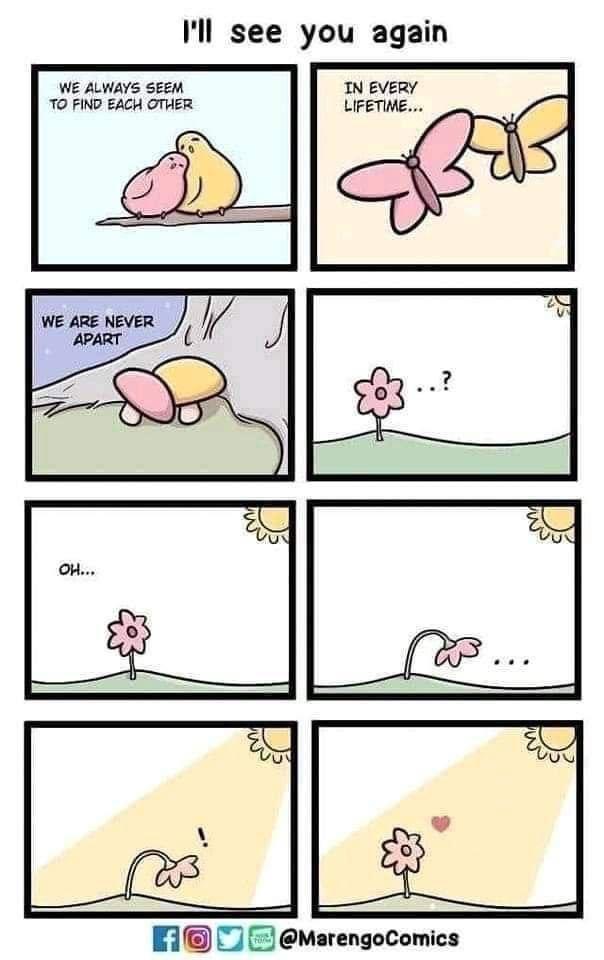 I'll see you again
WE ALWAYS SEEM
TO FIND EACH OTHER
IN EVERY
LIFETIME...
WE ARE NEVER
APART
..?
OH...
...
!
@MarengoComics